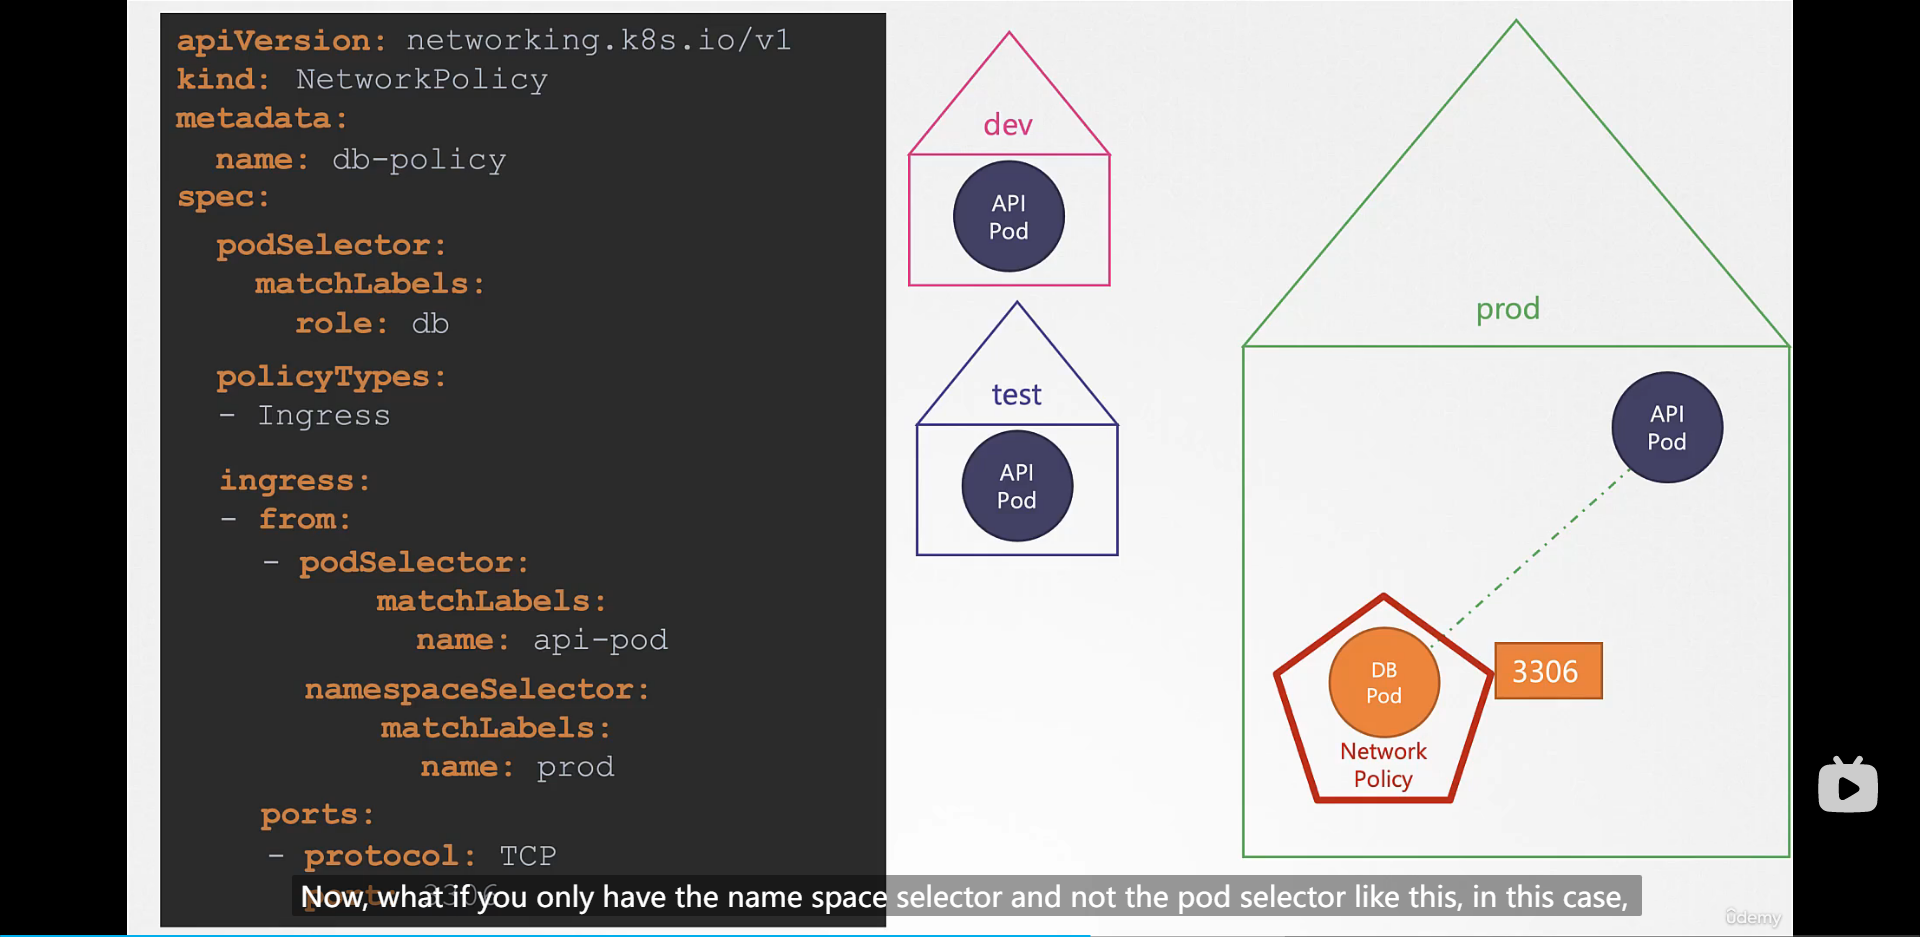 apiVersion: networking.k8s.io/v1
kind: NetworkPolicy
metadata:
name: db-policy
spec:
podSelector:
matchLabels:
role: db
policyTypes:
- Ingress
ingress:
- from:
- podSelector:
matchLabels:
name: api-pod
namespaceSelector:
matchLabels:
name: prod
ports:
- protocol: TCP
port: 3306
dev
API
Pod
test
API
Pod
prod
API
Pod
DB
Pod
Network
Policy
3306
Now, what if you only have the name space selector and not the pod selector like this, in this case,
ûdemy